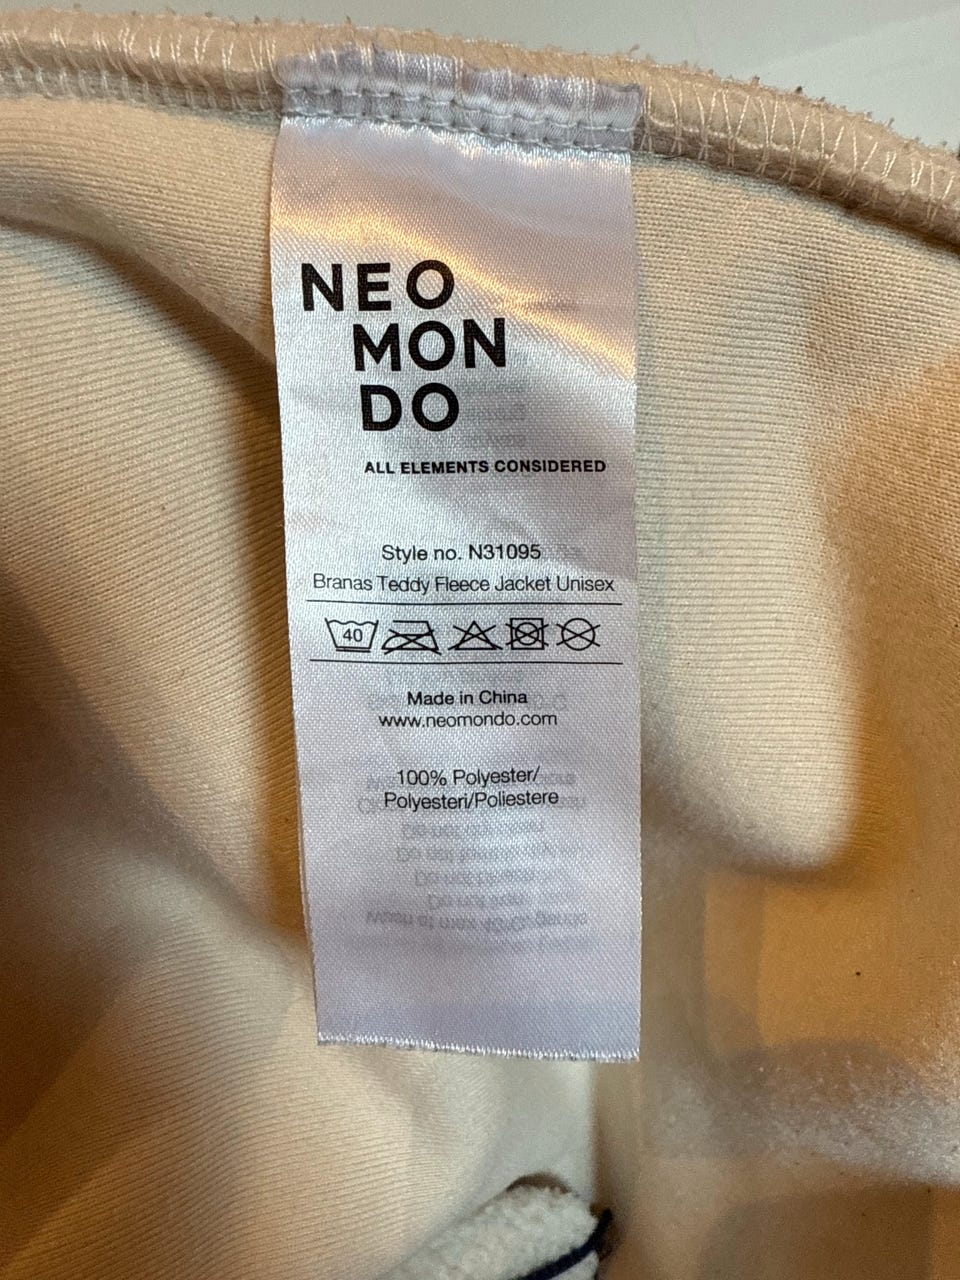 NEO
MON
DO
ALL ELEMENTS CONSIDERED
Style no. N31095
Branas Teddy Fleece Jacket Unisex
40
Made in China
www.neomondo.com
100% Polyester/
Polyesteri/Poliestere